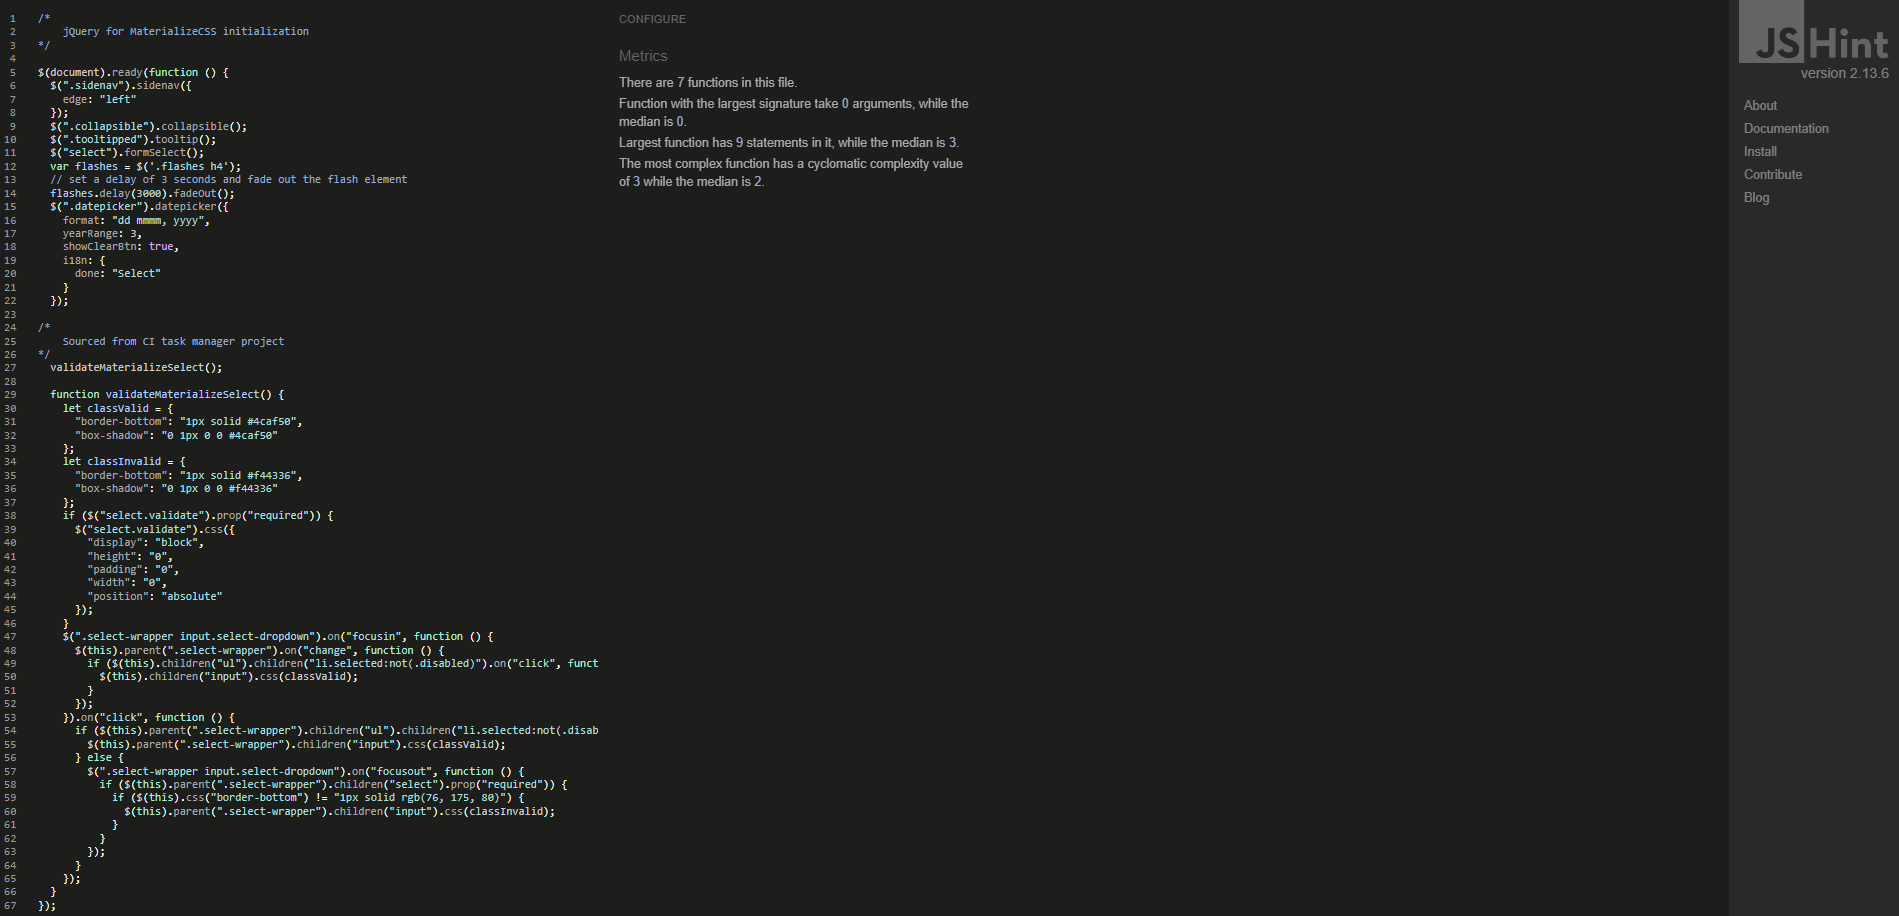 1 /*
2 jQuery for MaterializeCSS initialization
3 */
4
5 $(document).ready(function () {
6 $(".sidenav").sidenav({
7 edge: "left"
8 });
9 $(".collapsible").collapsible();
10 $(".tooltipped").tooltip();
11 $("select").formSelect();
12 var flashes = $('.flashes h4');
13 // set a delay of 3 seconds and fade out the flash element
14 flashes.delay(3000).fadeOut();
15 $(".datepicker").datepicker({
16 format: "dd mmmm, yyyy",
17 yearRange: 3,
18 showClearBtn: true,
19 i18n: {
20 done: "Select"
21 }
22 });
23
24 /*
25 Sourced from CI task manager project
26 */
27 validateMaterializeSelect();
28
29 function validateMaterializeSelect() {
30 let classValid = {
31 "border-bottom": "1px solid #4caf50",
32 "box-shadow": "0 1px 0 0 #4caf50"
33 };
34 let classInvalid = {
35 "border-bottom": "1px solid #f44336",
36 "box-shadow": "0 1px 0 0 #f44336"
37 };
38 if ($("select.validate").prop("required")) {
39 $("select.validate").css({
40 "display": "block",
41 "height": "0",
42 "padding": "0",
43 "width": "0",
44 "position": "absolute"
45 });
46 }
47 $(".select-wrapper input.select-dropdown").on("focusin", function () {
48 $(this).parent(".select-wrapper").on("change", function () {
49 if ($(this).children("ul").children("li.selected:not(.disabled)").on("click", funct
50 $(this).children("input").css(classValid);
51 }
52 });
53 }).on("click", function () {
54 if ($(this).parent(".select-wrapper").children("ul").children("li.selected:not(.disab
55 $(this).parent(".select-wrapper").children("input").css(classValid);
56 } else {
57 $(".select-wrapper input.select-dropdown").on("focusout", function () {
58 if ($(this).parent(".select-wrapper").children("select").prop("required")) {
59 if ($(this).css("border-bottom") != "1px solid rgb(76, 175, 80)") {
60 $(this).parent(".select-wrapper").children("input").css(classInvalid);
61 }
62 }
63 });
64 }
65 });
66 }
67 });
CONFIGURE
Metrics
There are 7 functions in this file.
Function with the largest signature take 0 arguments, while the
median is 0.
Largest function has 9 statements in it, while the median is 3.
The most complex function has a cyclomatic complexity value
of 3 while the median is 2.
JSHint
version 2.13.6
About
Documentation
Install
Contribute
Blog